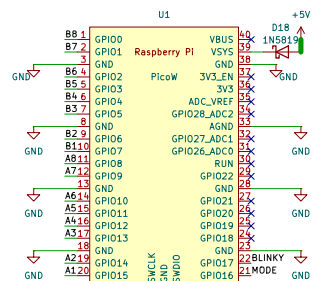 U1
+5V
D18
1N5819
B8 1 GPIO0 VBUS 40
B7 2 GPIO1 Raspberry Pi VSYS 39
GND 3 GND GND 38 GND
B6 4 GPIO2 PicoW 3V3_EN 37
B5 5 GPIO3 3V3 36
B4 6 GPIO4 ADC_VREF 35
B3 7 GPIO5 GPIO28_ADC2 34
GND 8 GND AGND 33 GND
B2 9 GPIO6 GPIO27_ADC1 32
B1 10 GPIO7 GPIO26_ADC0 31
A8 11 GPIO8 RUN 30
A7 12 GPIO9 GPIO22 29
GND 13 GND GND 28 GND
A6 14 GPIO10 GPIO21 27
A5 15 GPIO11 GPIO20 26
A4 16 GPIO12 GPIO19 25
A3 17 GPIO13 GPIO18 24
GND 18 GND GND 23 GND
A2 19 GPIO14 GPIO17 22 BLINKY
A1 20 GPIO15 GPIO16 21 MODE
SWCLK
GND
SWDIO